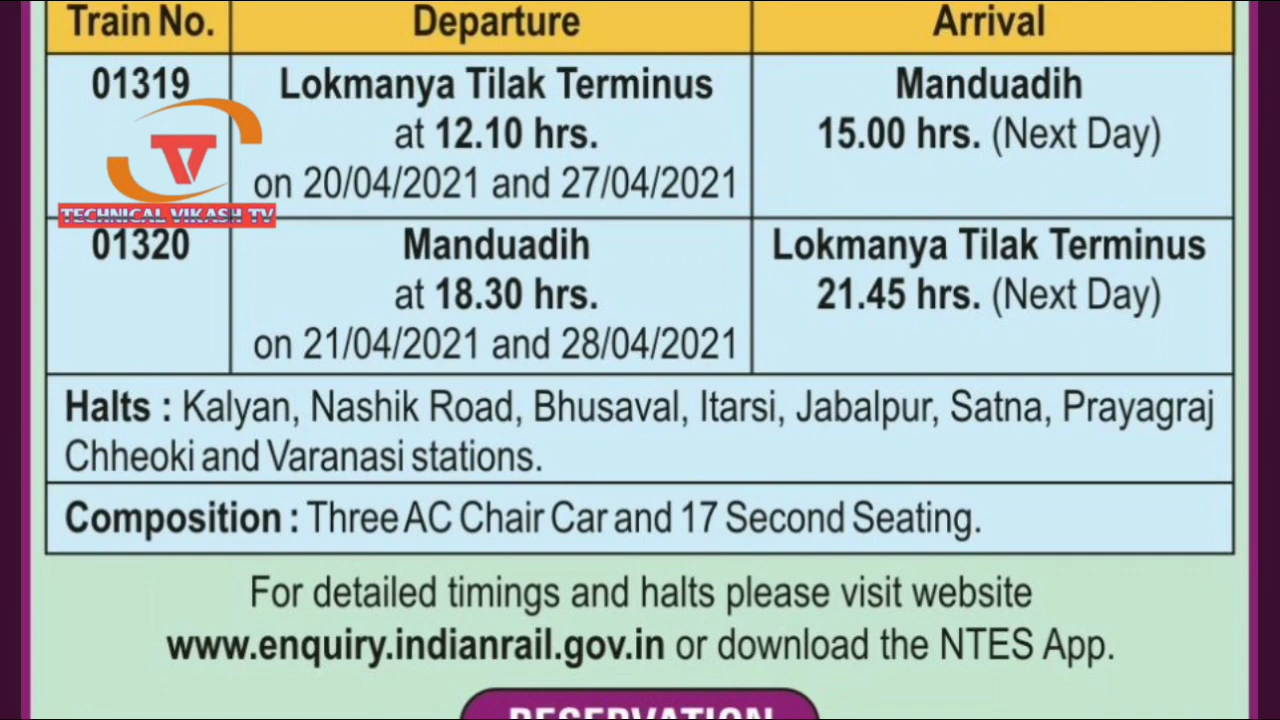 Train No. Departure Arrival
01319 Lokmanya Tilak Terminus Manduadih
at 12.10 hrs. 15.00 hrs. (Next Day)
on 20/04/2021 and 27/04/2021
TV
TECHNICAL VIKASH TV
01320 Manduadih Lokmanya Tilak Terminus
at 18.30 hrs. 21.45 hrs. (Next Day)
on 21/04/2021 and 28/04/2021
Halts : Kalyan, Nashik Road, Bhusaval, Itarsi, Jabalpur, Satna, Prayagraj
Chheoki and Varanasi stations.
Composition : Three AC Chair Car and 17 Second Seating.
For detailed timings and halts please visit website
www.enquiry.indianrail.gov.in or download the NTES App.
RESERVATION